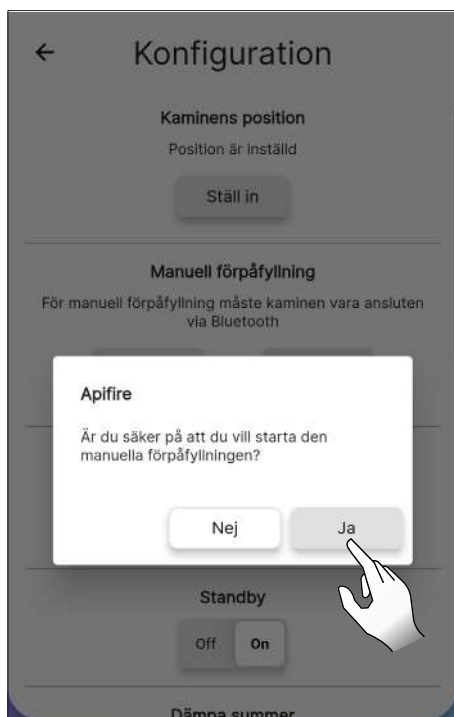 Konfiguration
Kaminens position
Position är inställd
Ställ in
Manuell förpåfyllning
För manuell förpåfyllning måste kaminen vara ansluten
via Bluetooth
Apifire
Är du säker på att du vill starta den
manuella förpåfyllningen?
Nej Ja
Standby
Off On
Dämpa summer